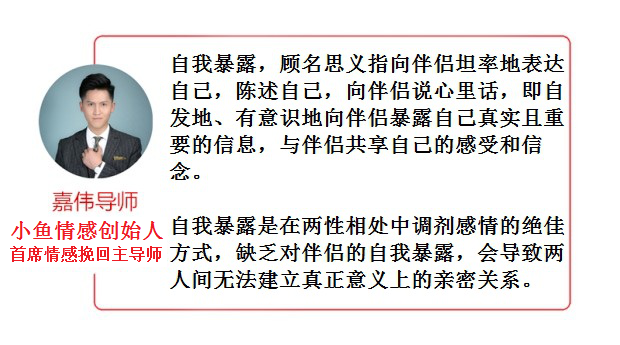 自我暴露，顾名思义指向伴侣坦率地表达
自己，陈述自己，向伴侣说心里话，即自
发地、有意识地向伴侣暴露自己真实且重
要的信息，与伴侣共享自己的感受和信
念。
自我暴露是在两性相处中调剂感情的绝佳
方式，缺乏对伴侣的自我暴露，会导致两
人间无法建立真正意义上的亲密关系。
嘉伟导师
小鱼情感创始人
首席情感挽回主导师